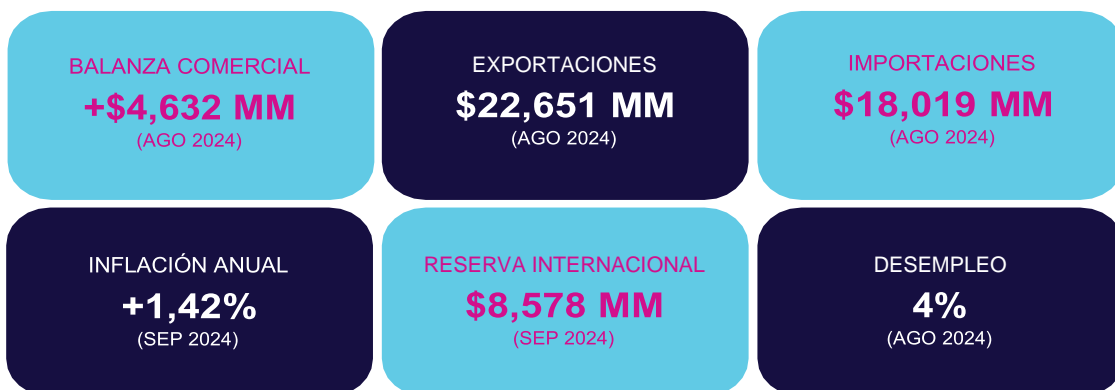 BALANZA COMERCIAL
+$4,632 MM
(AGO 2024)
EXPORTACIONES
$22,651 MM
(AGO 2024)
IMPORTACIONES
$18,019 MM
(AGO 2024)
INFLACIÓN ANUAL
+1,42%
(SEP 2024)
RESERVA INTERNACIONAL
$8,578 MM
(SEP 2024)
DESEMPLEO
4%
(AGO 2024)